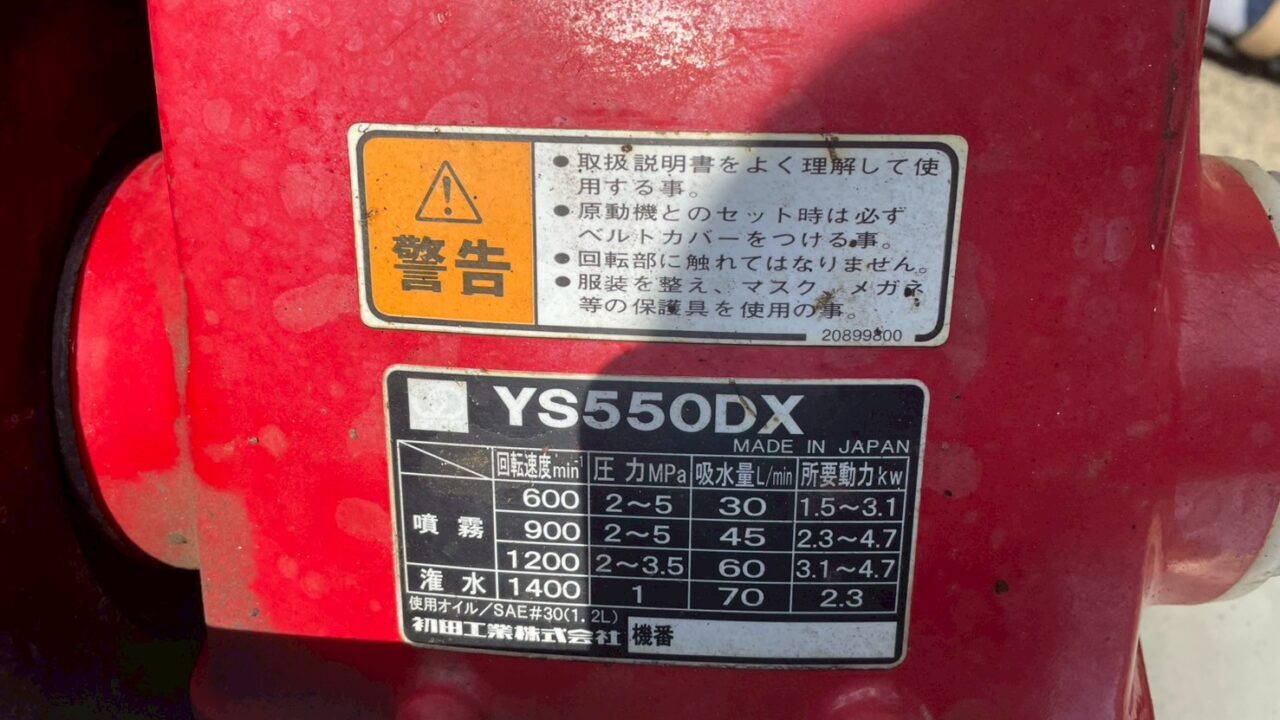 警告
●取扱説明書をよく理解して使
用する事。
●原動機とのセット時は必ず
ベルトカバーをつける事。
●回転部に触れてはなりません。
●服装を整え、マスク、メガネ
等の保護具を使用の事。
20899800
YS550DX
MADE IN JAPAN
回転速度min⁻¹ 圧力MPa 吸水量L/min 所要動力kw
噴霧 600 2～5 30 1.5～3.1
900 2～5 45 2.3～4.7
1200 2～3.5 60 3.1～4.7
潅水 1400 1 70 2.3
使用オイル/SAE#30(1.2L)
初田工業株式会社 機番